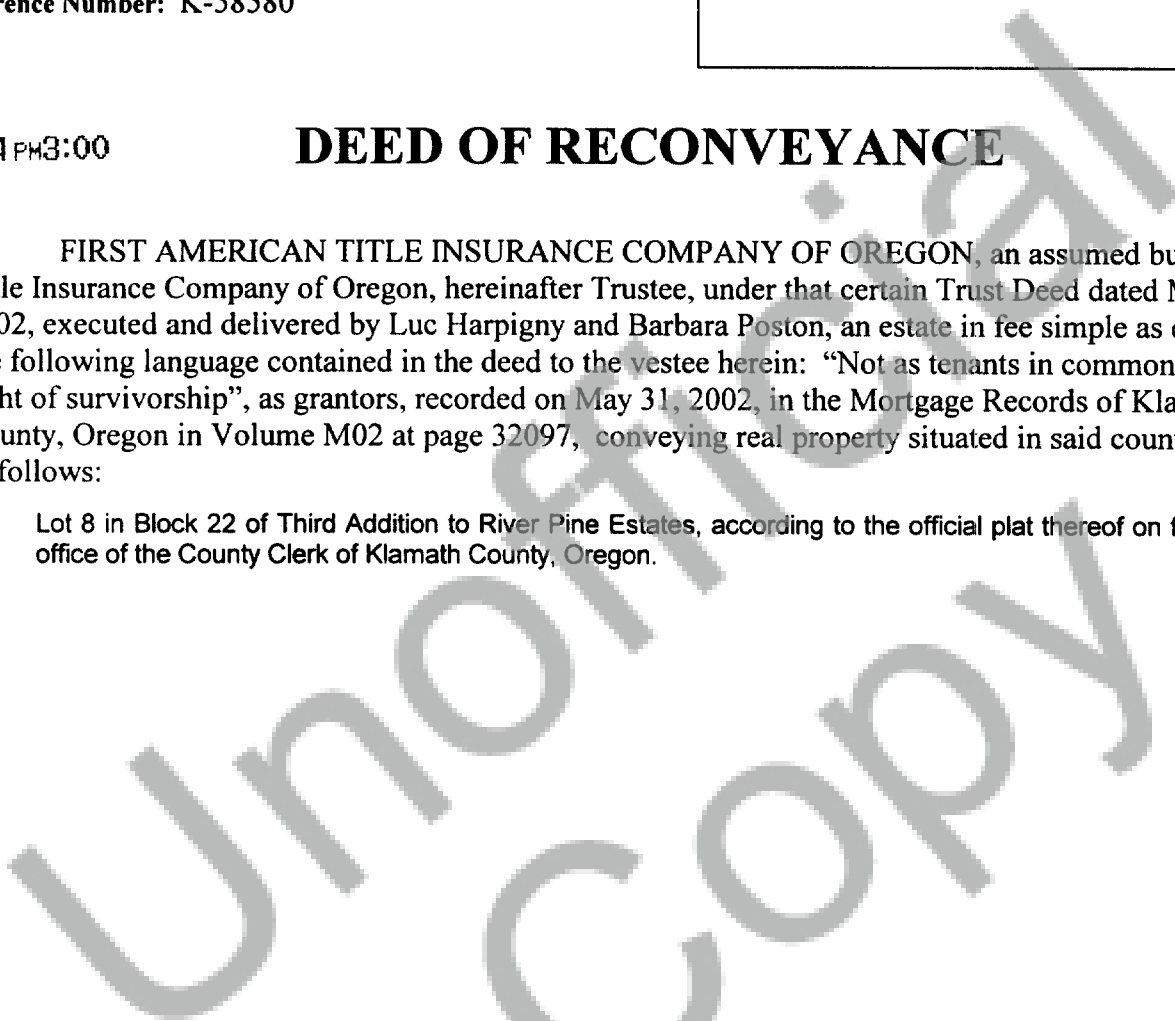 rence Number: K-38380
PM3:00
DEED OF RECONVEYANCE
FIRST AMERICAN TITLE INSURANCE COMPANY OF OREGON, an assumed bu
le Insurance Company of Oregon, hereinafter Trustee, under that certain Trust Deed dated
02, executed and delivered by Luc Harpigny and Barbara Poston, an estate in fee simple as
following language contained in the deed to the vestee herein: “Not as tenants in common
ht of survivorship”, as grantors, recorded on May 31, 2002, in the Mortgage Records of Kla
unty, Oregon in Volume M02 at page 32097, conveying real property situated in said coun
follows:
Lot 8 in Block 22 of Third Addition to River Pine Estates, according to the official plat thereof on
office of the County Clerk of Klamath County, Oregon.
Unofficial
Copy